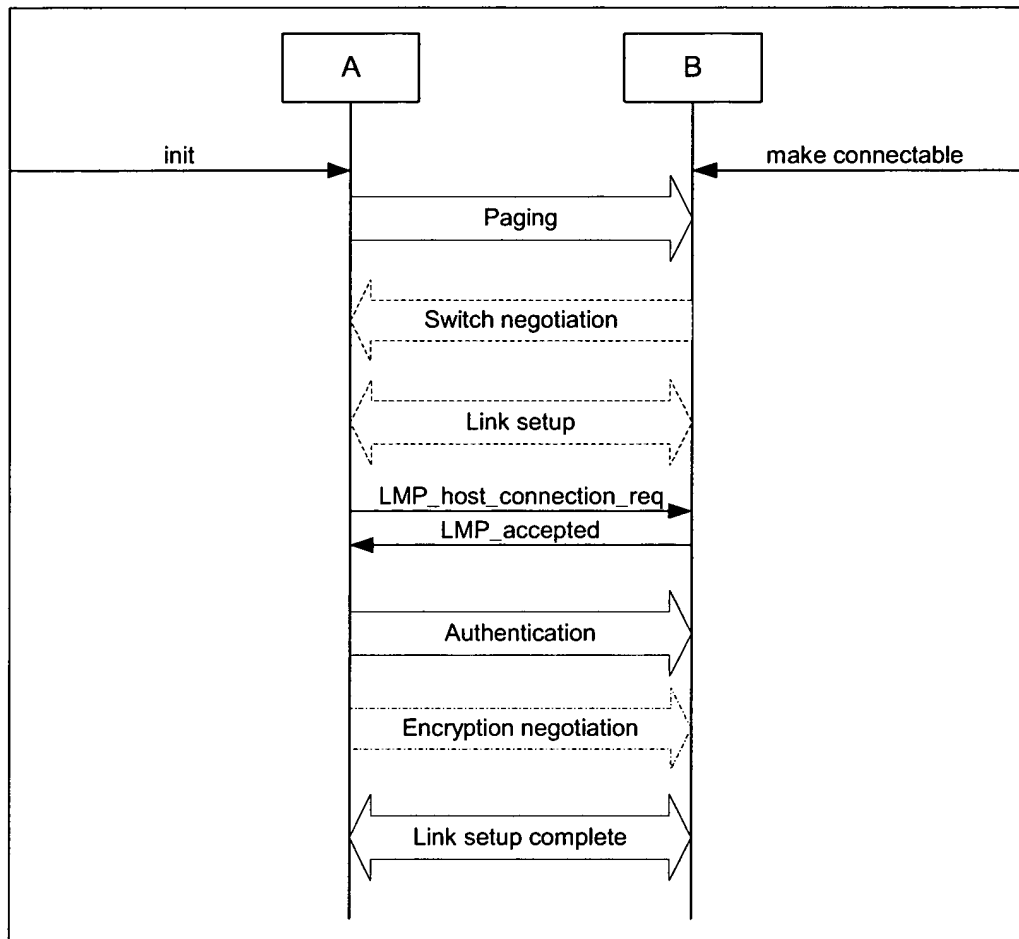 A
B
init
make connectable
Paging
Switch negotiation
Link setup
LMP_host_connection_req
LMP_accepted
Authentication
Encryption negotiation
Link setup complete